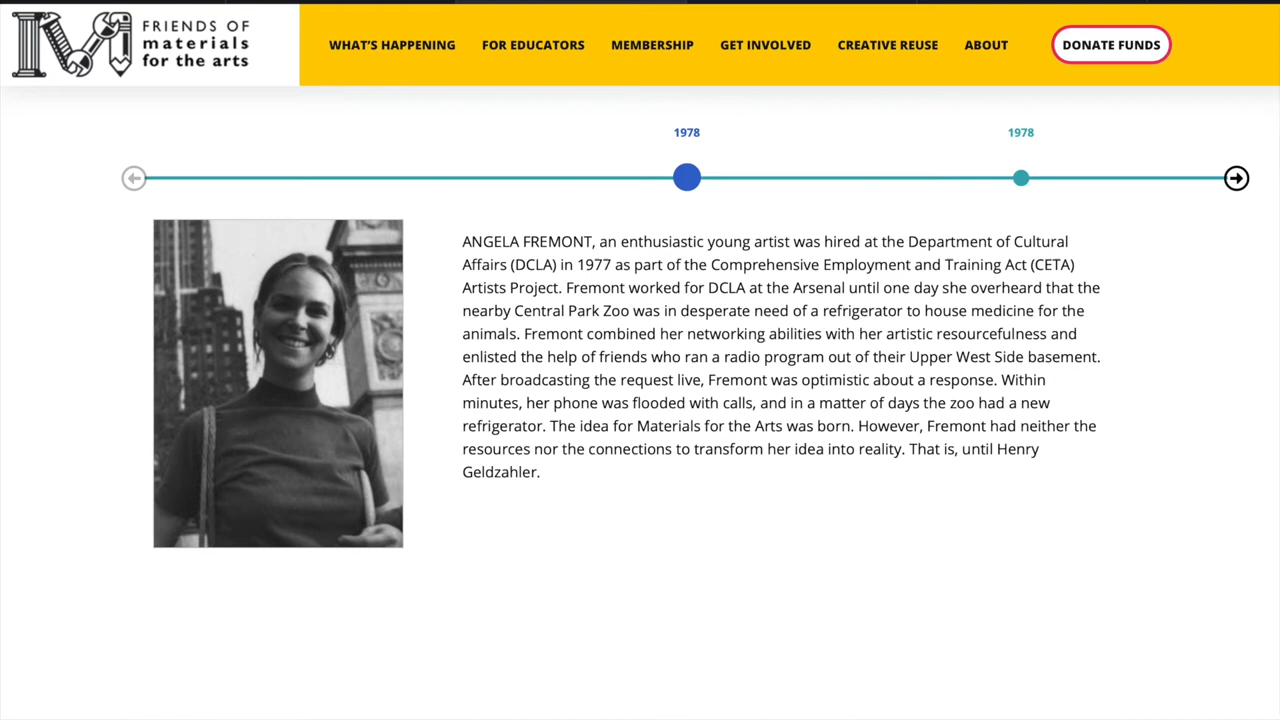 FRIENDS OF
materials
for the arts
WHAT'S HAPPENING FOR EDUCATORS MEMBERSHIP GET INVOLVED CREATIVE REUSE ABOUT DONATE FUNDS
1978 1978
ANGELA FREMONT, an enthusiastic young artist was hired at the Department of Cultural
Affairs (DCLA) in 1977 as part of the Comprehensive Employment and Training Act (CETA)
Artists Project. Fremont worked for DCLA at the Arsenal until one day she overheard that the
nearby Central Park Zoo was in desperate need of a refrigerator to house medicine for the
animals. Fremont combined her networking abilities with her artistic resourcefulness and
enlisted the help of friends who ran a radio program out of their Upper West Side basement.
After broadcasting the request live, Fremont was optimistic about a response. Within
minutes, her phone was flooded with calls, and in a matter of days the zoo had a new
refrigerator. The idea for Materials for the Arts was born. However, Fremont had neither the
resources nor the connections to transform her idea into reality. That is, until Henry
Geldzahler.